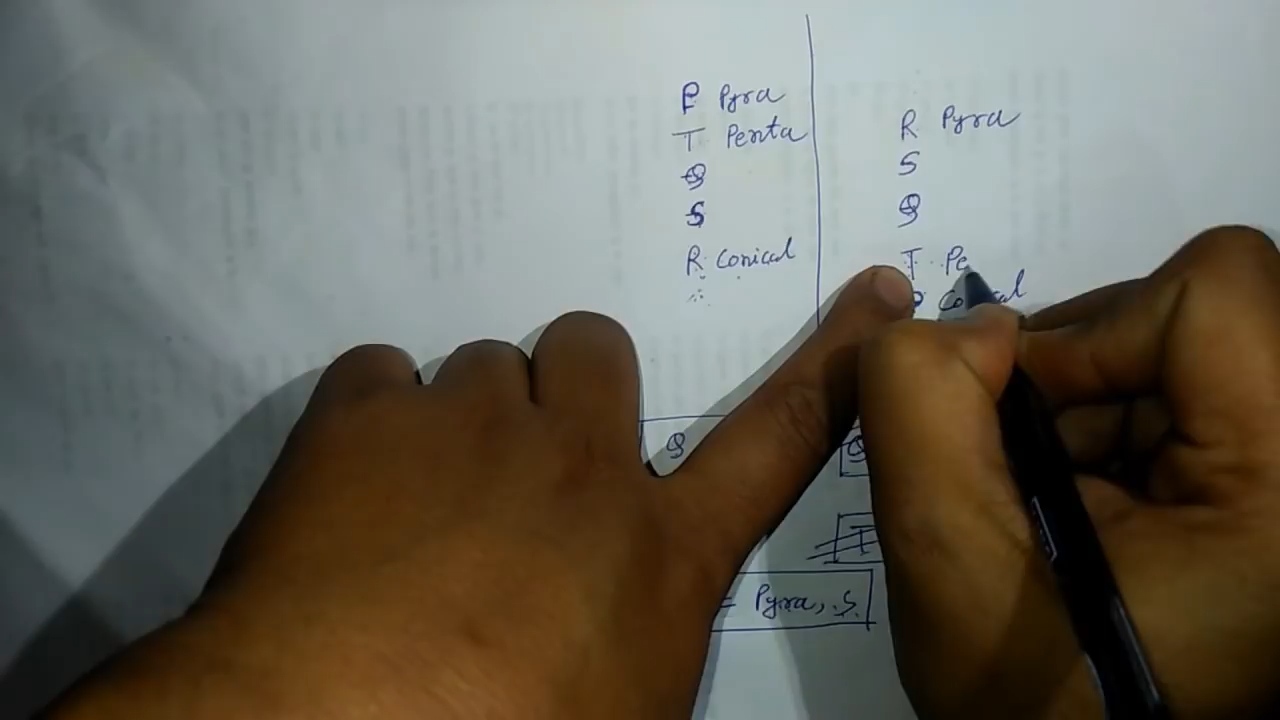 P Pyra
T Penta
Q
S
R Conical
R Pyra
S
Q
T Pe
Q
= Pyra, S